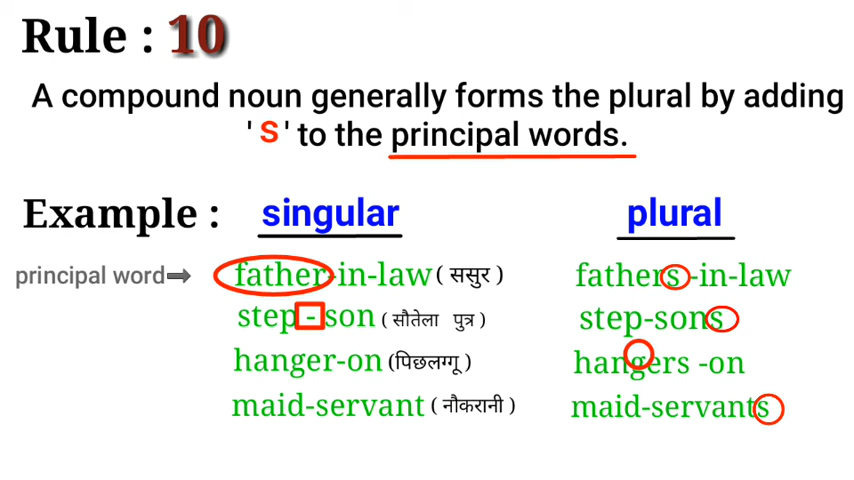 Rule : 10
A compound noun generally forms the plural by adding
' S ' to the principal words.
Example : singular plural
principal word➡ father-in-law ( ससुर ) fathers -in-law
step - son ( सौतेला पुत्र ) step-sons
hanger-on (पिछलग्गू ) hangers -on
maid-servant ( नौकरानी ) maid-servants